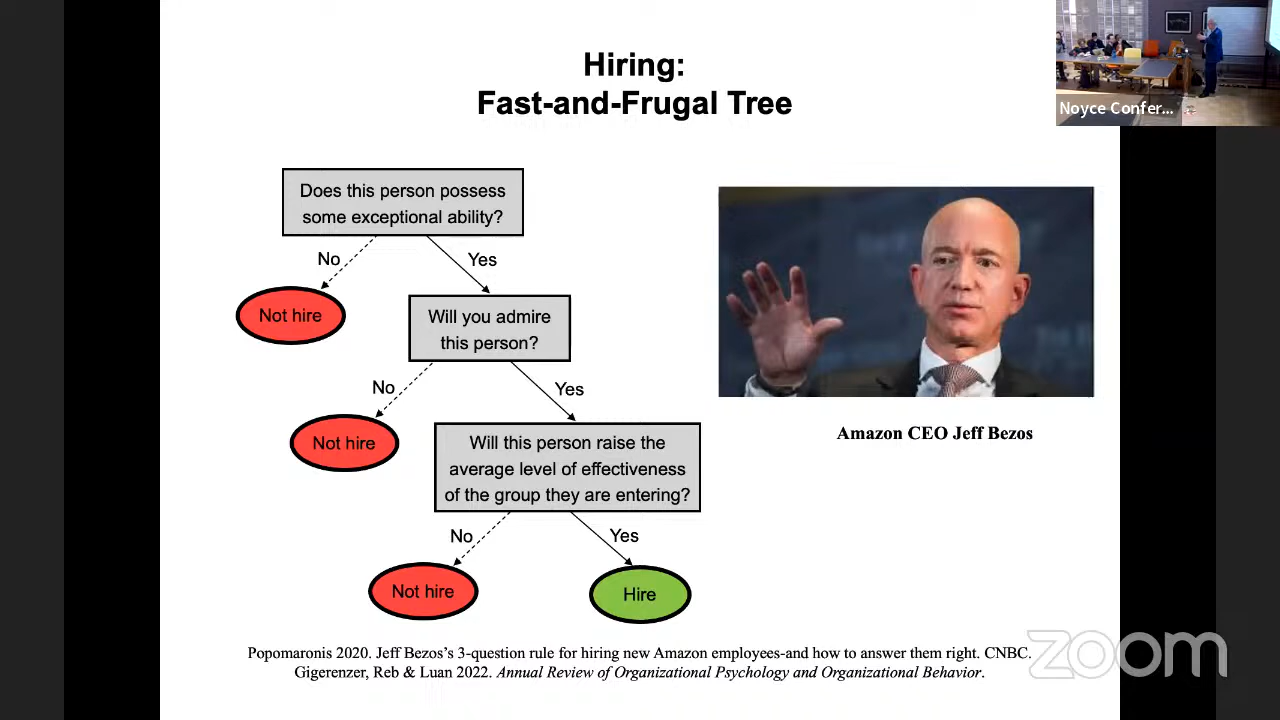 Hiring:
Fast-and-Frugal Tree
Noyce Confer...
Does this person possess
some exceptional ability?
No
Yes
Not hire
Will you admire
this person?
No
Yes
Not hire
Will this person raise the
average level of effectiveness
of the group they are entering?
No
Yes
Not hire
Hire
Amazon CEO Jeff Bezos
Popomaronis 2020. Jeff Bezos's 3-question rule for hiring new Amazon employees-and how to answer them right. CNBC.
Gigerenzer, Reb & Luan 2022. Annual Review of Organizational Psychology and Organizational Behavior.
zoom